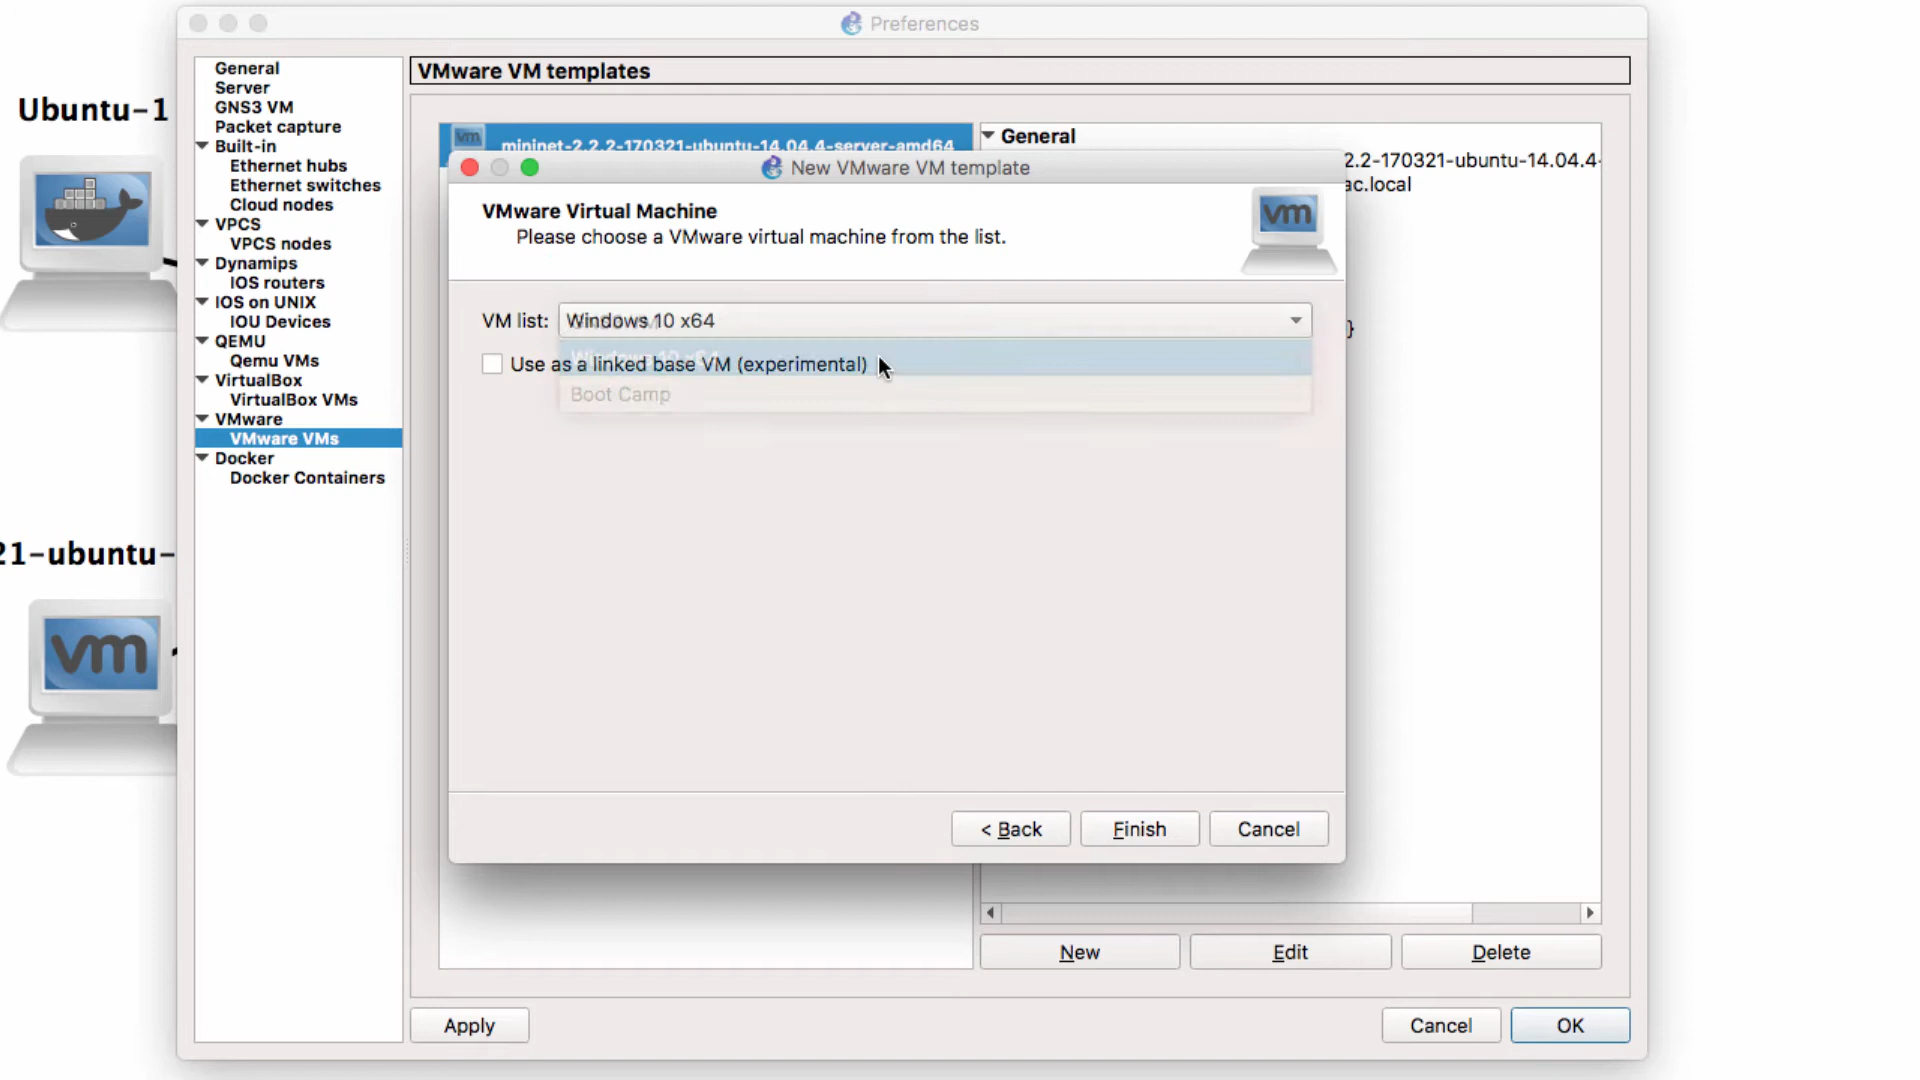 Preferences
General
Server
GNS3 VM
Packet capture
Built-in
Ethernet hubs
Ethernet switches
Cloud nodes
VPCS
VPCS nodes
Dynamips
IOS routers
IOS on UNIX
IOU Devices
QEMU
Qemu VMs
VirtualBox
VirtualBox VMs
VMware
VMware VMs
Docker
Docker Containers
VMware VM templates
Ubuntu-1
21-ubuntu-
vm
vm
mininet-2.2.2-170321-ubuntu-14.04.4-server-amd64
General
2.2-170321-ubuntu-14.04.4-
ac.local
}
New VMware VM template
VMware Virtual Machine
Please choose a VMware virtual machine from the list.
vm
VM list: Windows 10 x64
Use as a linked base VM (experimental)
Boot Camp
< Back
Finish
Cancel
New
Edit
Delete
Apply
Cancel
OK